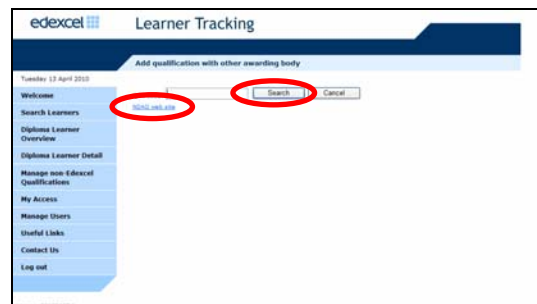 edexcel
Learner Tracking
Add qualification with other awarding body
Tuesday 13 April 2010
Welcome
Search Learners
Diploma Learner
Overview
Diploma Learner Detail
Manage non-Edexcel
Qualifications
My Access
Manage Users
Useful Links
Contact Us
Log out
Search
Cancel
web site